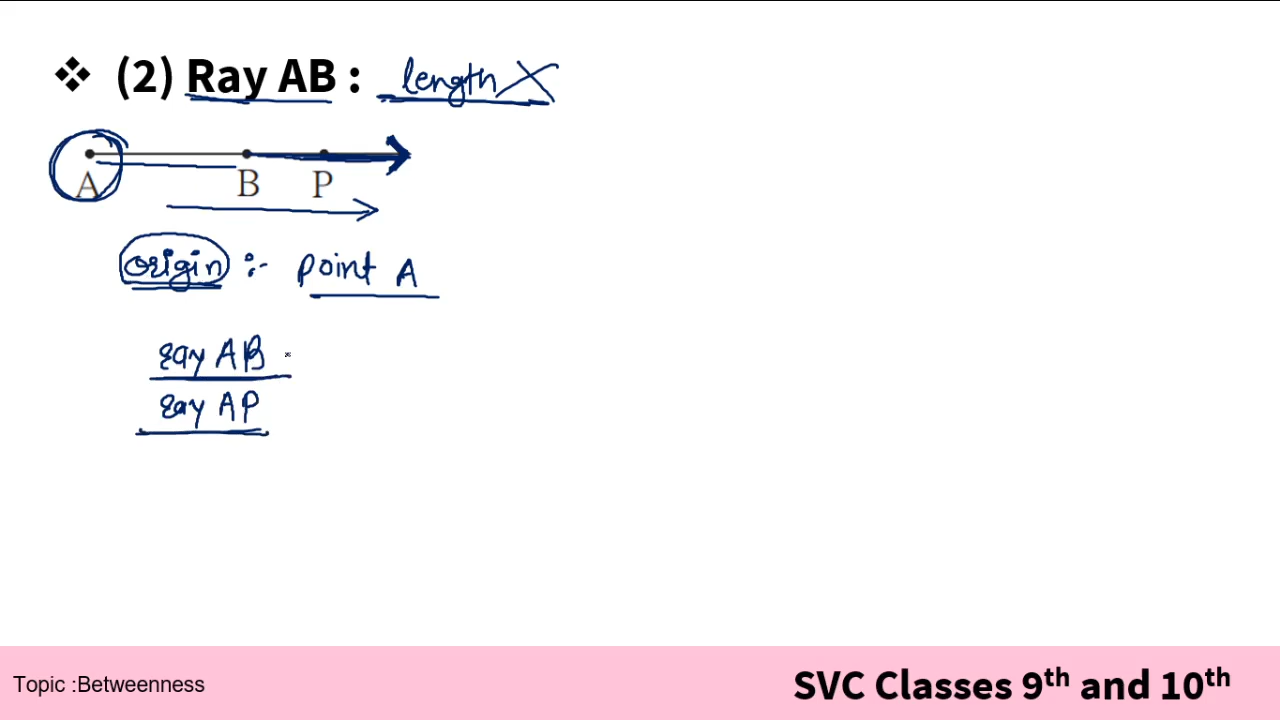 ❖ (2) Ray AB : length X
A B P
origin :- point A
ray AB
ray AP
Topic :Betweenness
SVC Classes 9th and 10th